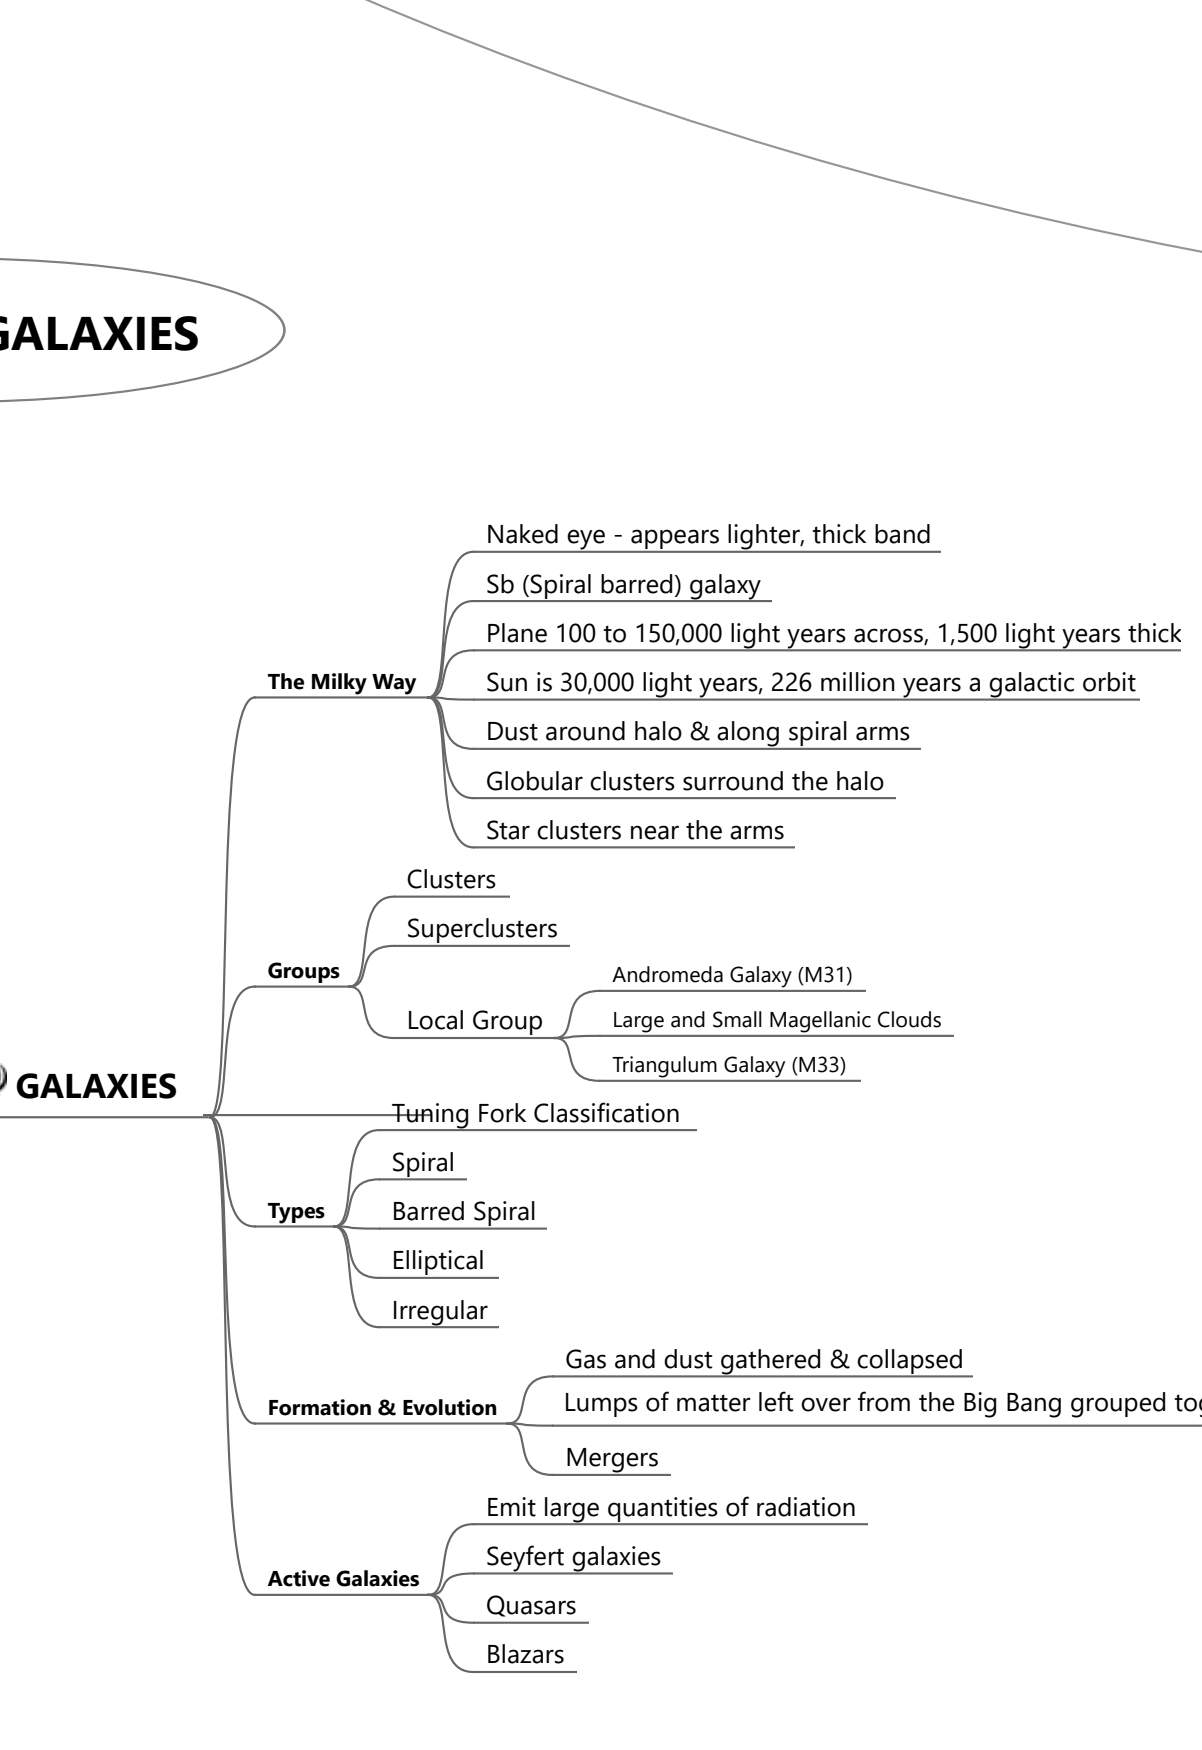 GALAXIES
Naked eye - appears lighter, thick band
Sb (Spiral barred) galaxy
Plane 100 to 150,000 light years across, 1,500 light years thick
The Milky Way
Sun is 30,000 light years, 226 million years a galactic orbit
Dust around halo & along spiral arms
Globular clusters surround the halo
Star clusters near the arms
Clusters
Superclusters
Groups
Andromeda Galaxy (M31)
Local Group
Large and Small Magellanic Clouds
Triangulum Galaxy (M33)
GALAXIES
Tuning Fork Classification
Spiral
Types
Barred Spiral
Elliptical
Irregular
Gas and dust gathered & collapsed
Formation & Evolution
Lumps of matter left over from the Big Bang grouped
Mergers
Emit large quantities of radiation
Seyfert galaxies
Active Galaxies
Quasars
Blazars